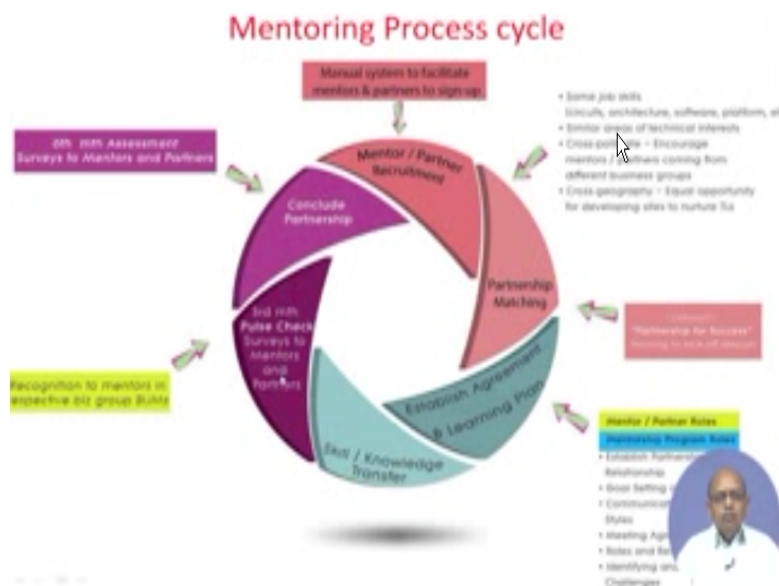 Mentoring Process cycle
Manual system to facilitate
mentors & partners to sign-up
6th mth Assessment
Surveys to Mentors and Partners
• Same job skills
(circuits, architecture, software, platform,
• Similar areas of technical interests
• Cross-pollinate – Encourage
mentors / partners coming from
different business groups
• Cross-geography – Equal opportunity
for developing sites to nurture TLs
Mentor / Partner
Recruitment
Conclude
Partnership
Partnership
Matching
3rd mth
Pulse Check
Surveys to
Mentors
and
Partners
Establish Agreement
& Learning Plan
Skill / Knowledge
Transfer
"Partnership for Success"
Recognition to mentors in
respective biz group BUMs
Mentor / Partner Roles
Mentorship Program Roles
• Establish
Relationship
• Goal Setting
•
Styles
• Meeting
• Roles and
• Identifying
Challenges